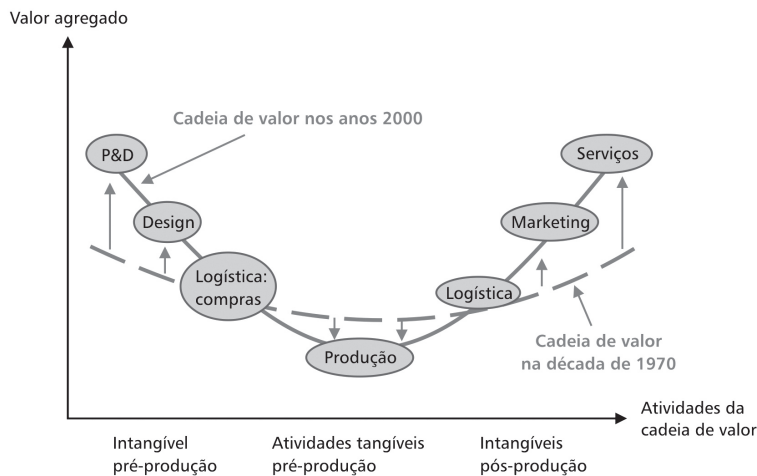 Valor agregado
Cadeia de valor nos anos 2000
P&D
Serviços
Design
Marketing
Logística:
compras
Logística
Produção
Cadeia de valor
na década de 1970
Atividades da
cadeia de valor
Intangível
pré-produção
Atividades tangíveis
pré-produção
Intangíveis
pós-produção